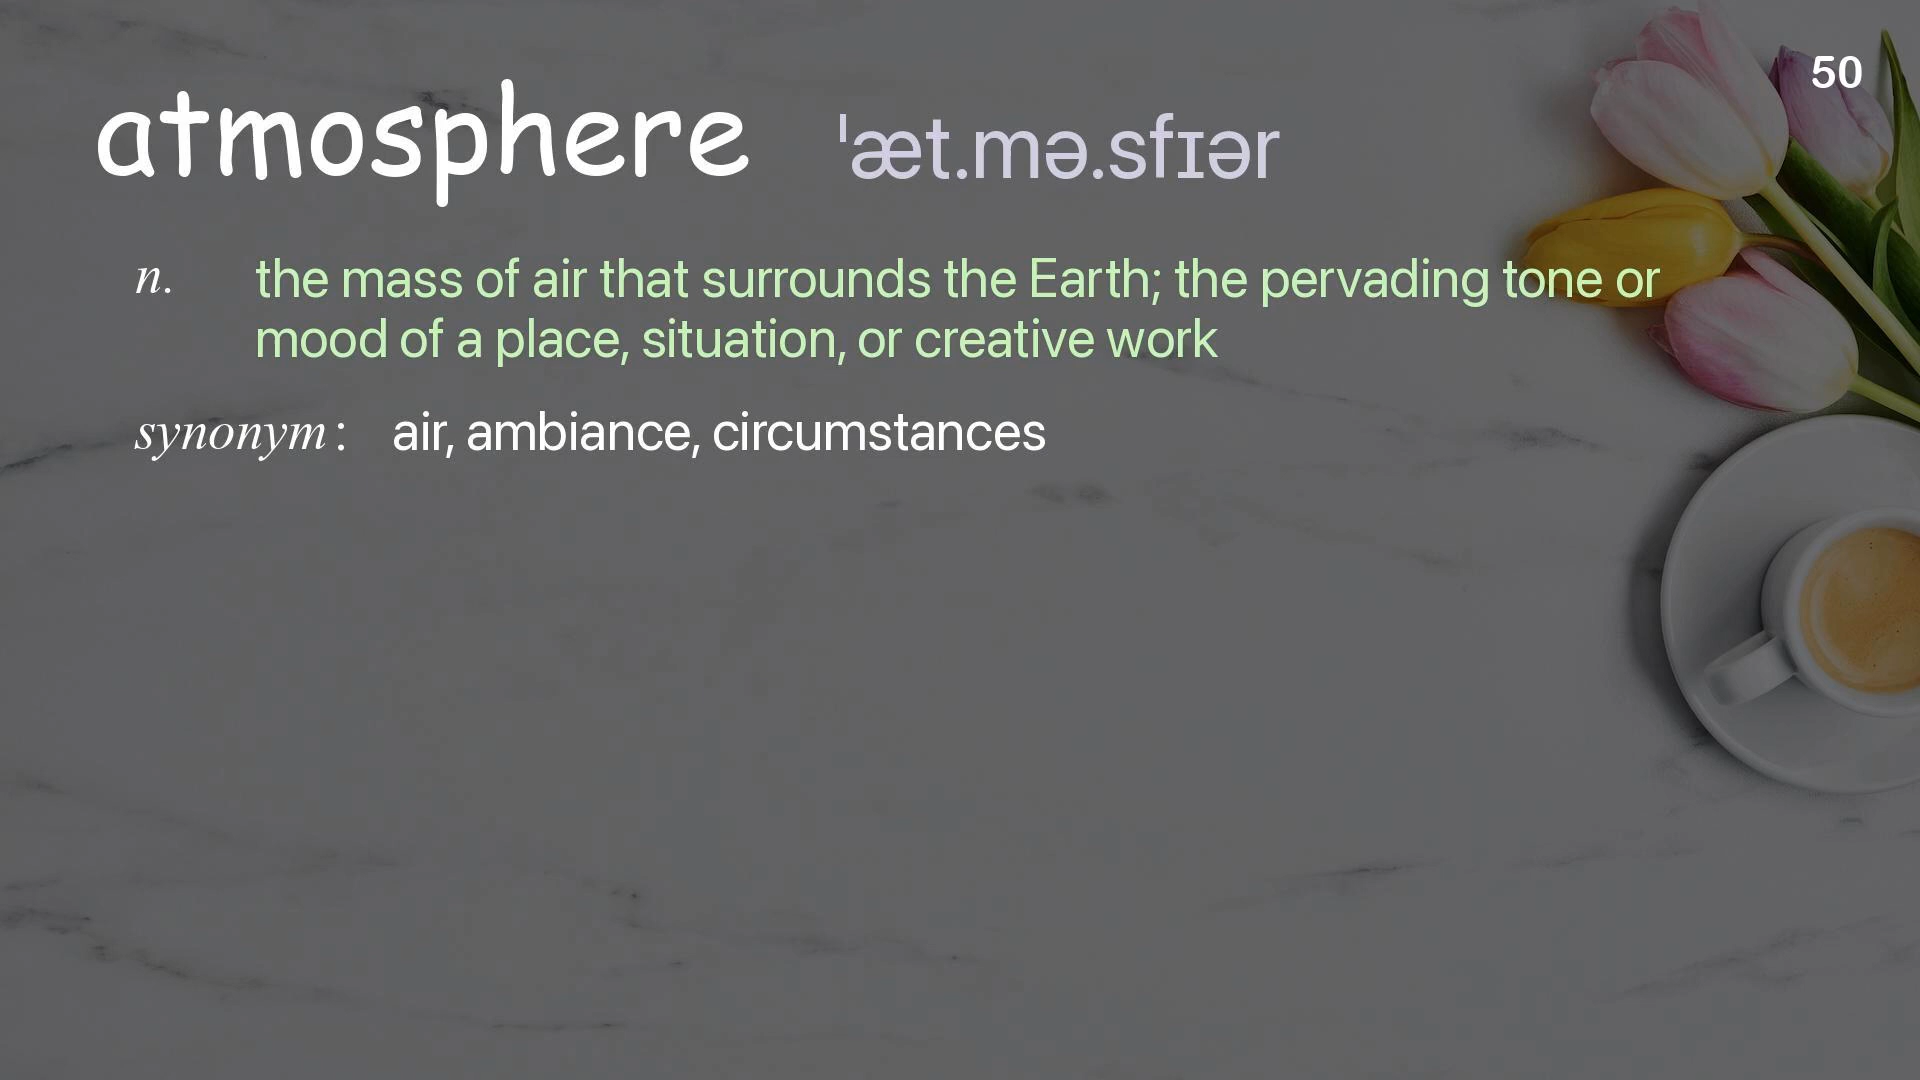 50
atmosphere ˈæt.mə.sfɪər
n. the mass of air that surrounds the Earth; the pervading tone or
mood of a place, situation, or creative work
synonym : air, ambiance, circumstances